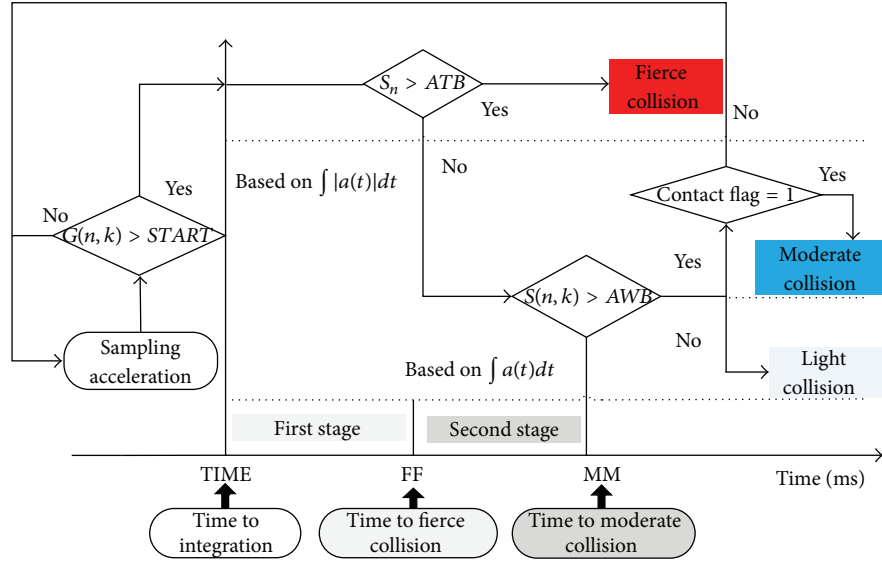 S_n > ATB
Fierce
collision
Yes
No
No
Based on ∫ |a(t)|dt
Yes
No
G(n, k) > START
Contact flag = 1
Yes
Moderate
collision
S(n, k) > AWB
Yes
No
Sampling
acceleration
Based on ∫ a(t)dt
Light
collision
First stage
Second stage
TIME
FF
MM
Time (ms)
Time to
integration
Time to fierce
collision
Time to moderate
collision